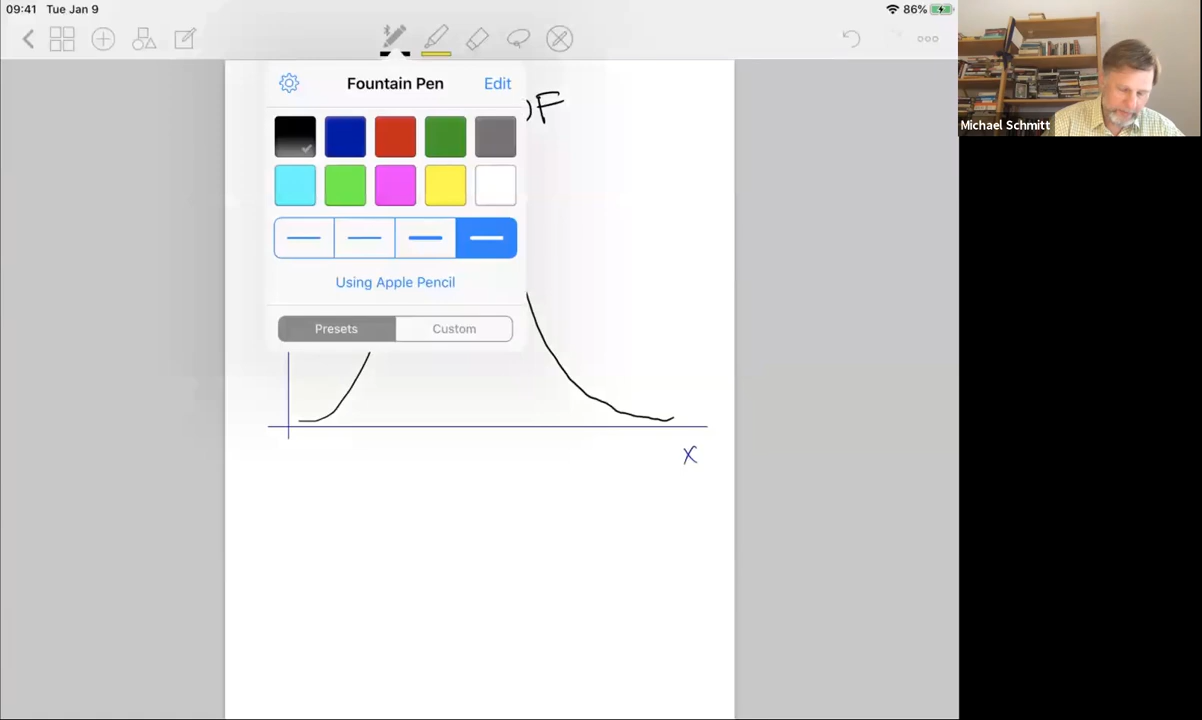 09:41 Tue Jan 9
86%
Fountain Pen
Edit
F
Using Apple Pencil
Presets
Custom
x
Michael Schmitt